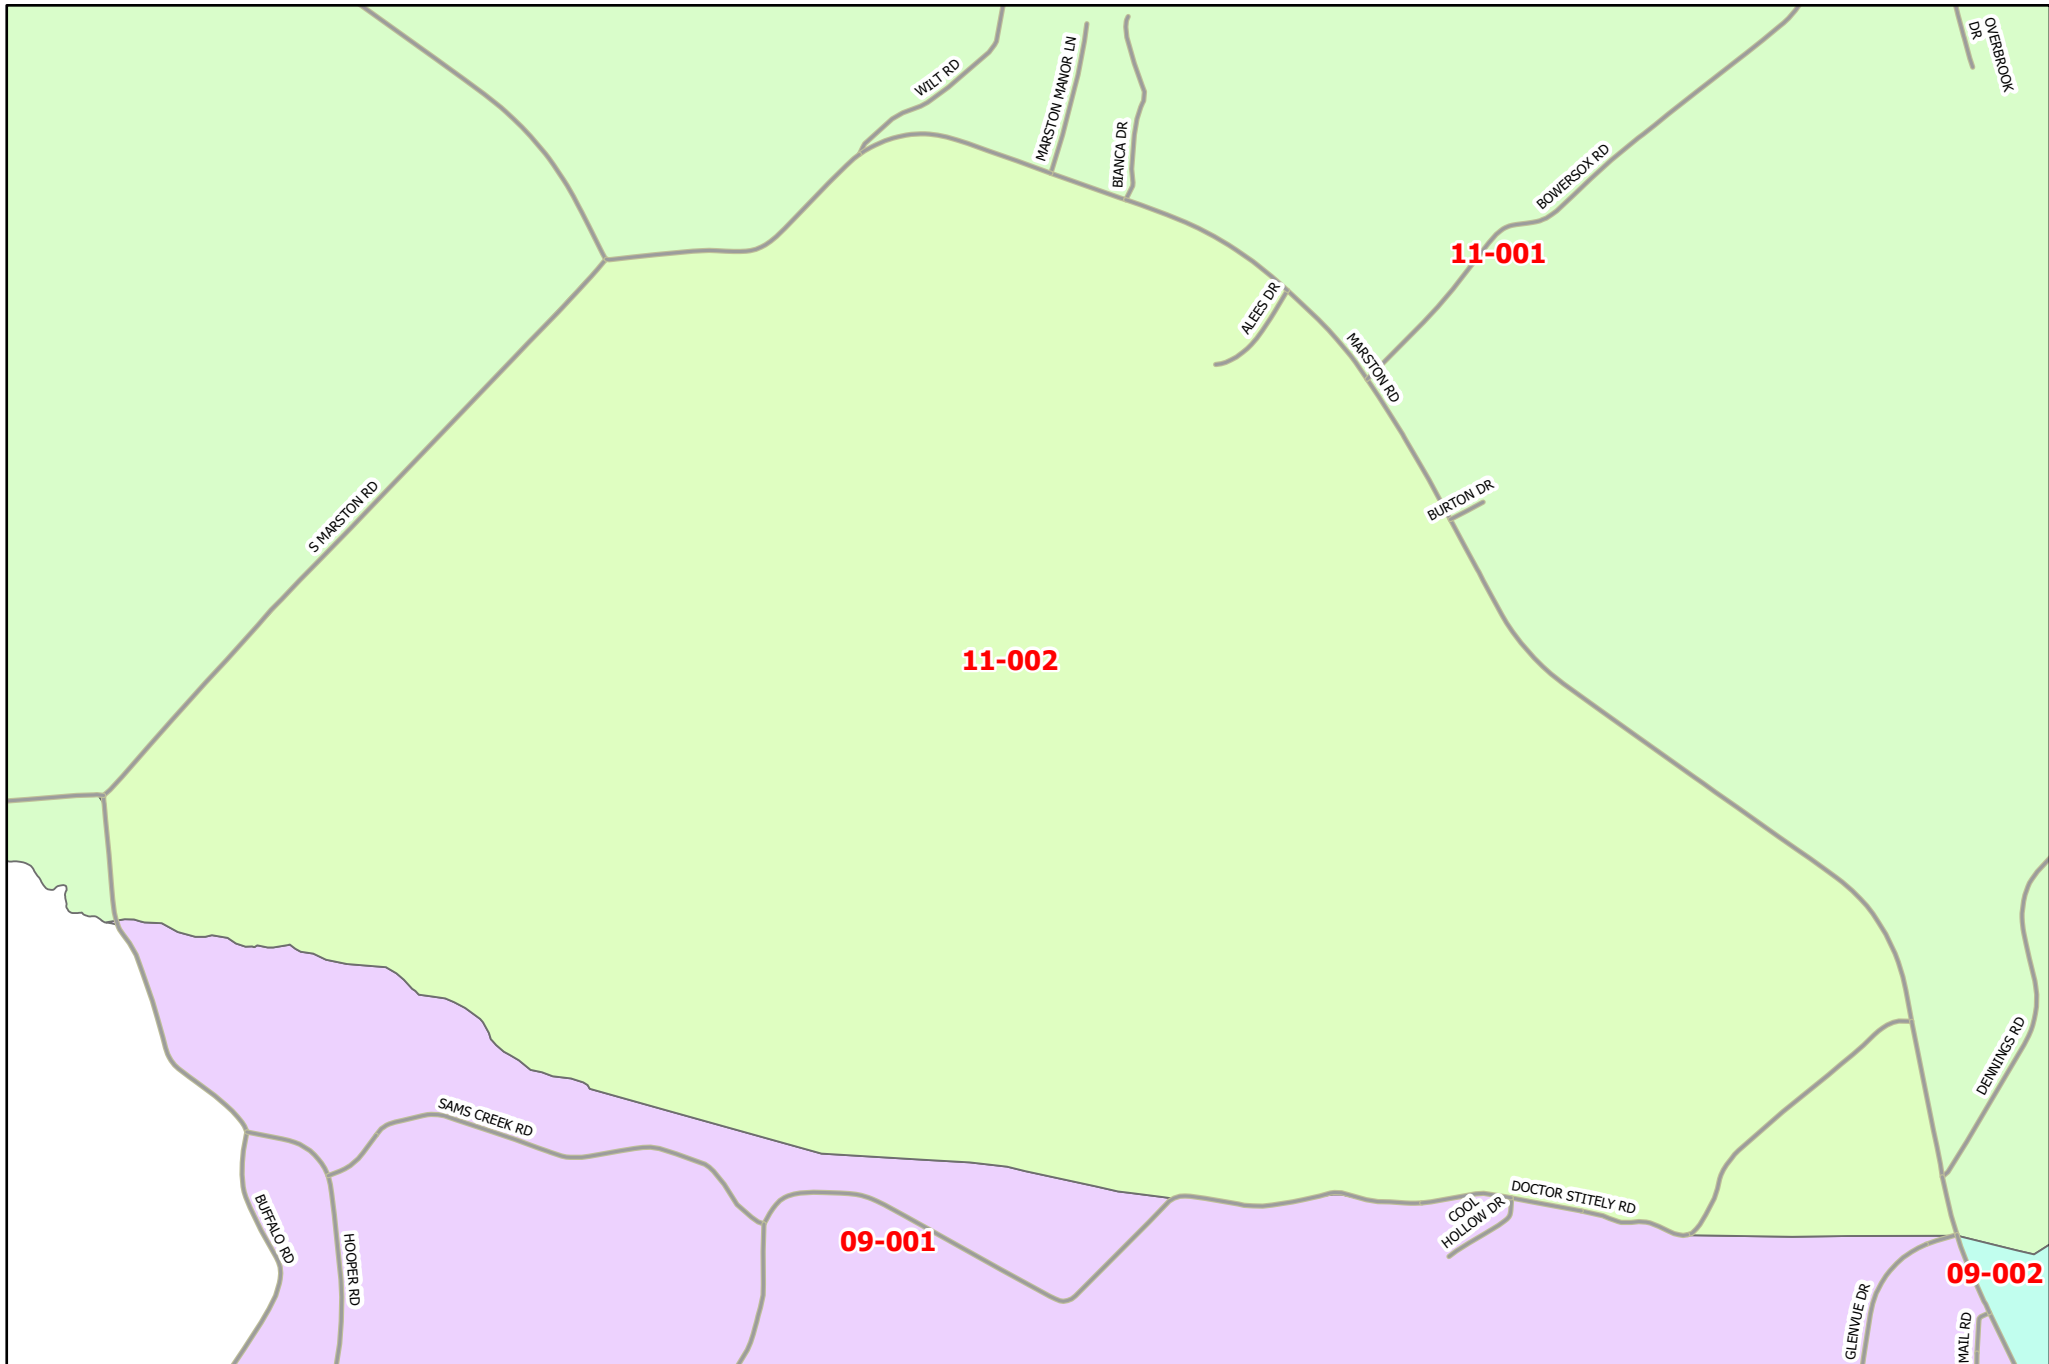 OVERBROOK
DR
WILT RD
MARSTON MANOR LN
BIANCA DR
BOWERSOX RD
11-001
ALEES DR
MARSTON RD
S MARSTON RD
BURTON DR
11-002
DENNINGS RD
SAMS CREEK RD
DOCTOR STITELY RD
COOL
HOLLOW DR
BUFFALO RD
HOOPER RD
09-001
09-002
GLENVUE DR
MAIL RD